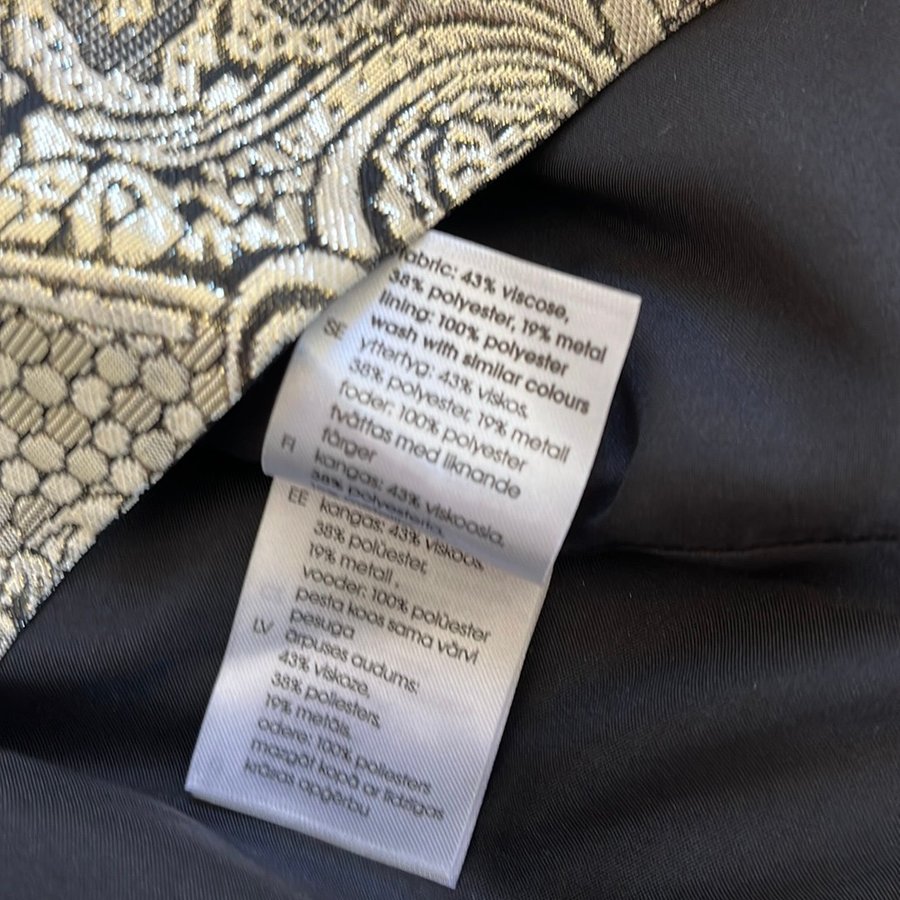 fabric: 43% viscose,
38% polyester, 19% metal
lining: 100% polyester
wash with similar colours
SE yttertyg: 43% viskos,
38% polyester, 19% metall
foder: 100% polyester
tvättas med liknande
färger
FI kangas: 43% viskoosia,
38% polyesteria,
EE kangas: 43% viskoos,
38% polüester,
19% metall,
vooder: 100% polüester
pesta koos sama värvi
pesuga
LV ārpuses audums:
43% viskoze,
38% poliesters,
19% metāls,
odere: 100% poliesters
mazgāt kopā ar līdzīgas
krāsas apģērbu